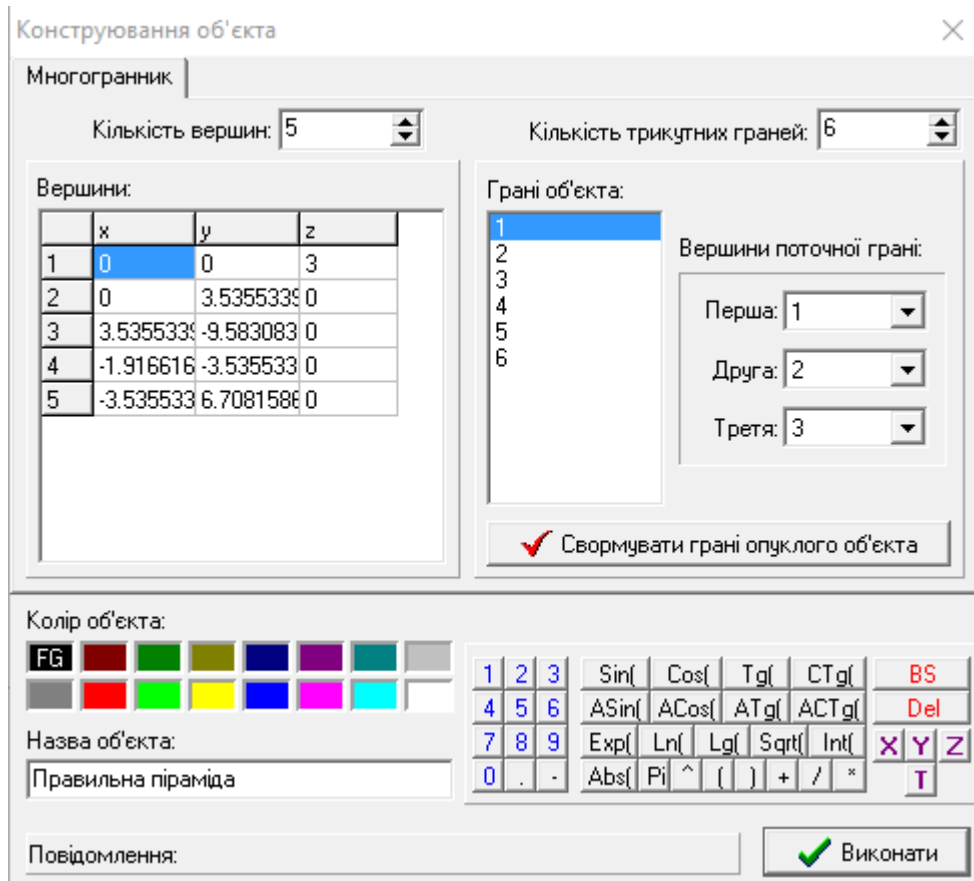 Конструювання об'єкта
Многогранник
Кількість вершин: 5
Кількість трикутних граней: 6
Вершини:
x y z
1 0 0 3
2 0 3.5355339 0
3 3.5355339 -9.583083 0
4 -1.916616 -3.535533 0
5 -3.535533 6.7081586 0
Грані об'єкта:
1
2
3
4
5
6
Вершини поточної грані:
Перша: 1
Друга: 2
Третя: 3
Свормувати грані опуклого об'єкта
Колір об'єкта:
FG
Назва об'єкта:
Правильна піраміда
1 2 3 Sin( Cos( Tg( CTg( BS
4 5 6 ASin( ACos( ATg( ACTg( Del
7 8 9 Exp( Ln( Lg( Sqrt( Int( X Y Z
0 . - Abs( Pi ^ ( ) + / * T
Повідомлення:
Виконати